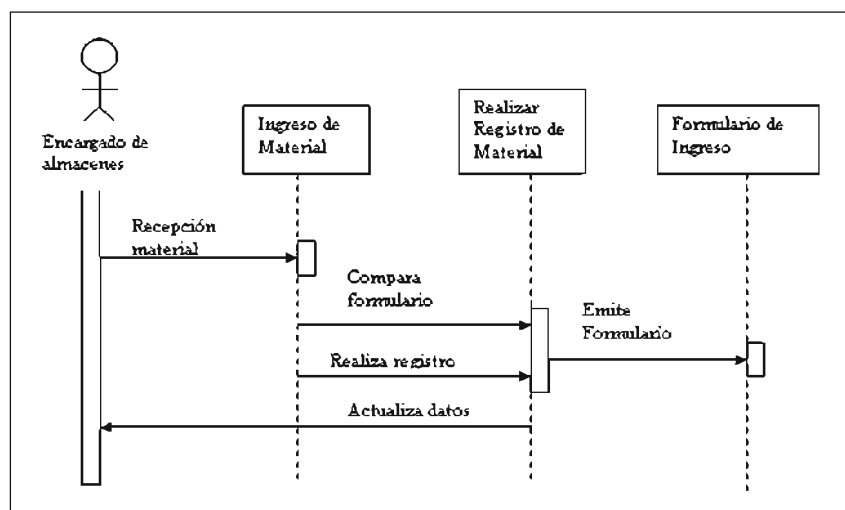 Encargado de
almacenes
Ingreso de
Material
Realizar
Registro de
Material
Formulario de
Ingreso
Recepción
material
Compara
formulario
Emite
Formulario
Realiza registro
Actualiza datos